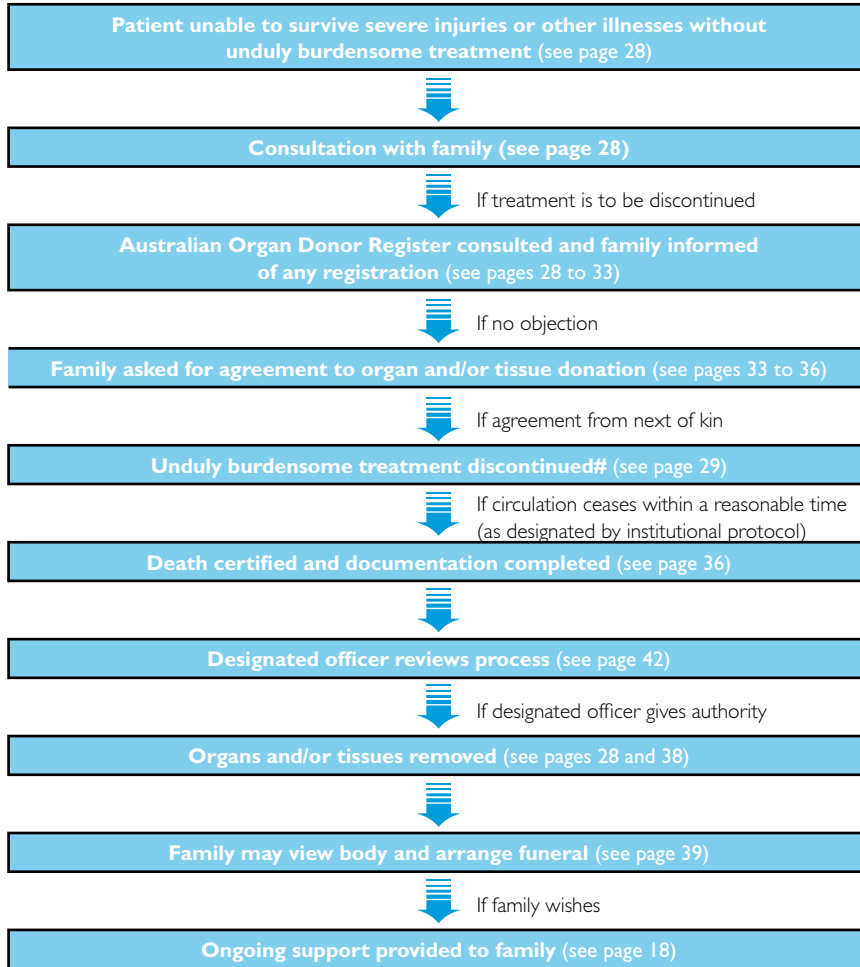 Patient unable to survive severe injuries or other illnesses without
unduly burdensome treatment (see page 28)
Consultation with family (see page 28)
If treatment is to be discontinued
Australian Organ Donor Register consulted and family informed
of any registration (see pages 28 to 33)
If no objection
Family asked for agreement to organ and/or tissue donation (see pages 33 to 36)
If agreement from next of kin
Unduly burdensome treatment discontinued# (see page 29)
If circulation ceases within a reasonable time
(as designated by institutional protocol)
Death certified and documentation completed (see page 36)
Designated officer reviews process (see page 42)
If designated officer gives authority
Organs and/or tissues removed (see pages 28 and 38)
Family may view body and arrange funeral (see page 39)
If family wishes
Ongoing support provided to family (see page 18)